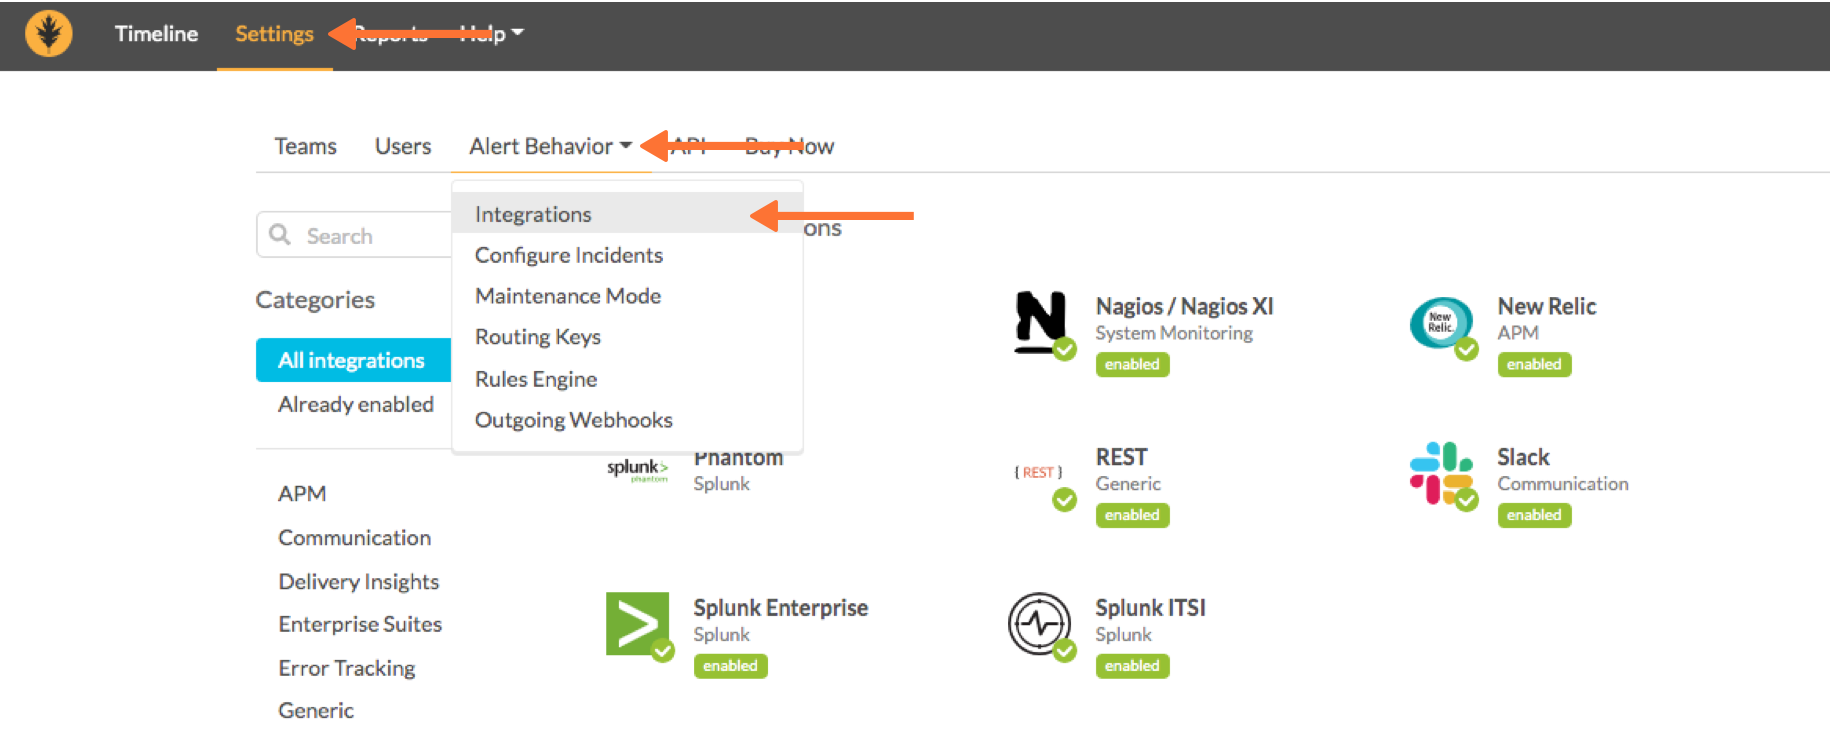 Timeline Settings Reports Help
Teams Users Alert Behavior API Buy Now
Search
Integrations
ons
Configure Incidents
Maintenance Mode
Routing Keys
Rules Engine
Outgoing Webhooks
Categories
All integrations
Already enabled
APM
Communication
Delivery Insights
Enterprise Suites
Error Tracking
Generic
N
Nagios / Nagios XI
System Monitoring
enabled
New
Relic.
New Relic
APM
enabled
splunk>
phantom
Phantom
Splunk
{ REST }
REST
Generic
enabled
Slack
Communication
enabled
>
Splunk Enterprise
Splunk
enabled
Splunk ITSI
Splunk
enabled